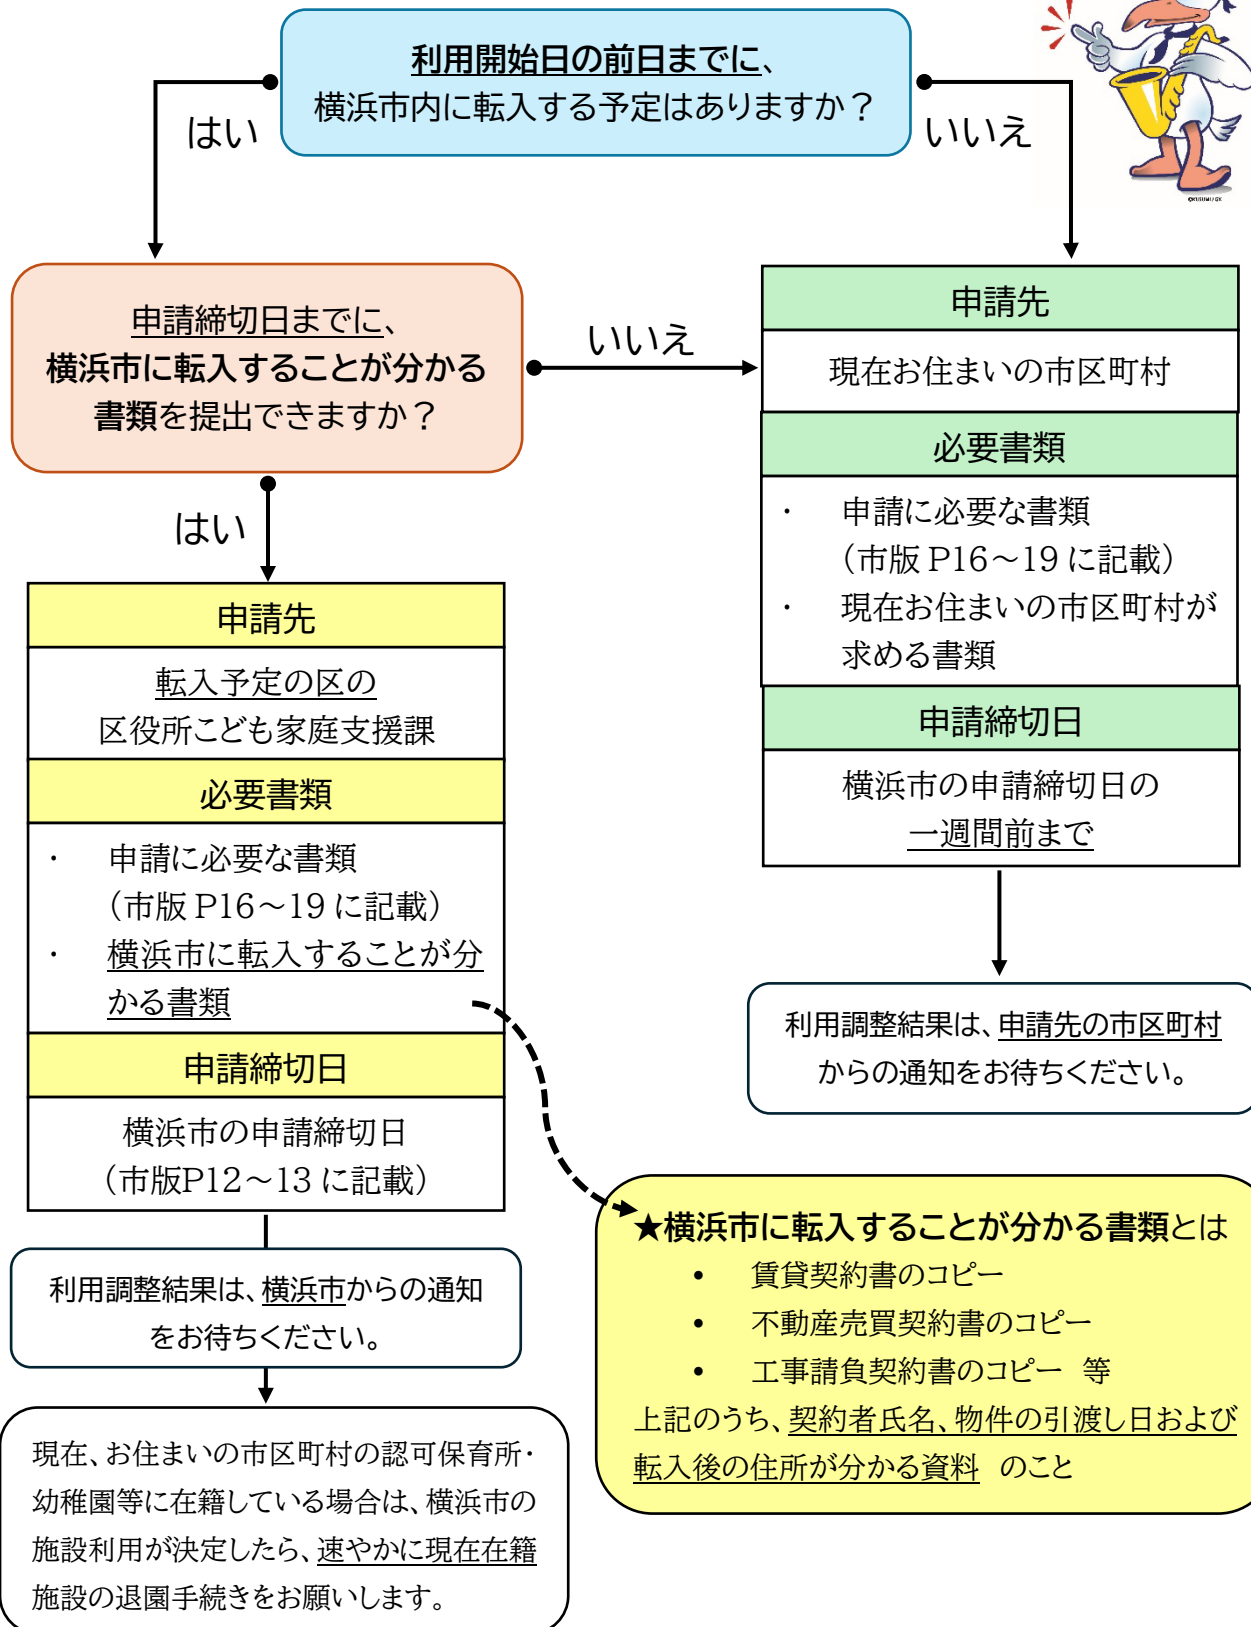 利用開始日の前日までに、
横浜市内に転入する予定はありますか？
はい
いいえ
©KUSUMI / GK
申請締切日までに、
横浜市に転入することが分かる
書類を提出できますか？
いいえ
はい
申請先
現在お住まいの市区町村
必要書類
・ 申請に必要な書類
（市版 P16～19 に記載）
・ 現在お住まいの市区町村が
求める書類
申請締切日
横浜市の申請締切日の
一週間前まで
利用調整結果は、申請先の市区町村
からの通知をお待ちください。
申請先
転入予定の区の
区役所こども家庭支援課
必要書類
・ 申請に必要な書類
（市版 P16～19 に記載）
・ 横浜市に転入することが分
かる書類
申請締切日
横浜市の申請締切日
（市版P12～13 に記載）
利用調整結果は、横浜市からの通知
をお待ちください。
現在、お住まいの市区町村の認可保育所・
幼稚園等に在籍している場合は、横浜市の
施設利用が決定したら、速やかに現在在籍
施設の退園手続きをお願いします。
★横浜市に転入することが分かる書類とは
• 賃貸契約書のコピー
• 不動産売買契約書のコピー
• 工事請負契約書のコピー 等
上記のうち、契約者氏名、物件の引渡し日および
転入後の住所が分かる資料 のこと